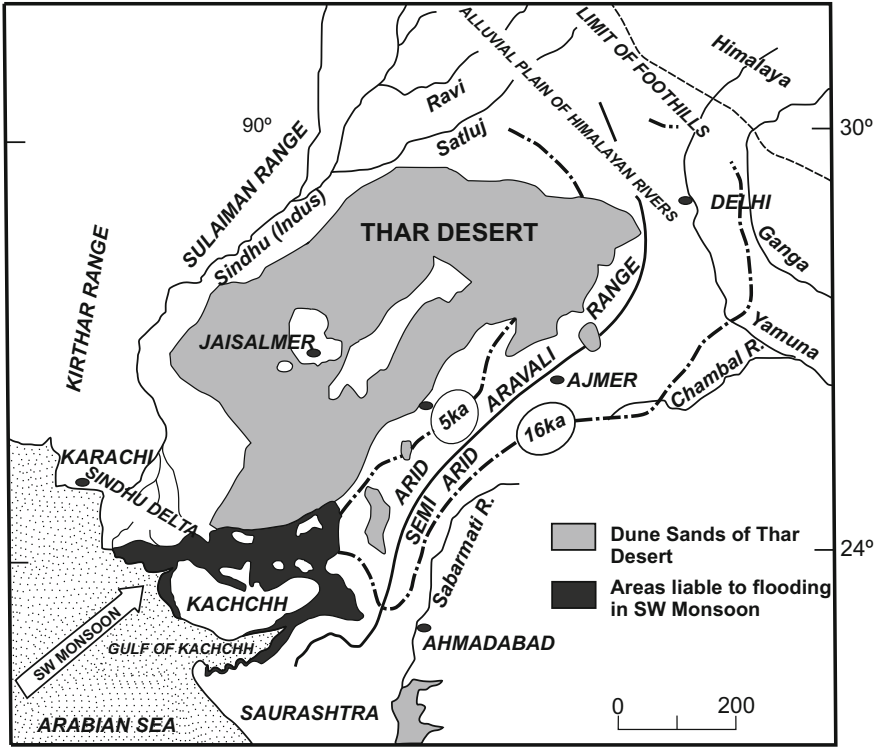 ALLUVIAL PLAIN OF HIMALAYAN RIVERS
LIMIT OF FOOTHILLS
Himalaya
Ravi
90º
30º
Satluj
SULAIMAN RANGE
Sindhu (Indus)
DELHI
THAR DESERT
KIRTHAR RANGE
Ganga
RANGE
JAISALMER
Yamuna
ARAVALI
Chambal R.
AJMER
5ka
16ka
KARACHI
SINDHU DELTA
ARID
SEMI ARID
Sabarmati R.
Dune Sands of Thar
Desert
24º
Areas liable to flooding
in SW Monsoon
KACHCHH
SW MONSOON
GULF OF KACHCHH
AHMADABAD
SAURASHTRA
ARABIAN SEA
0 200